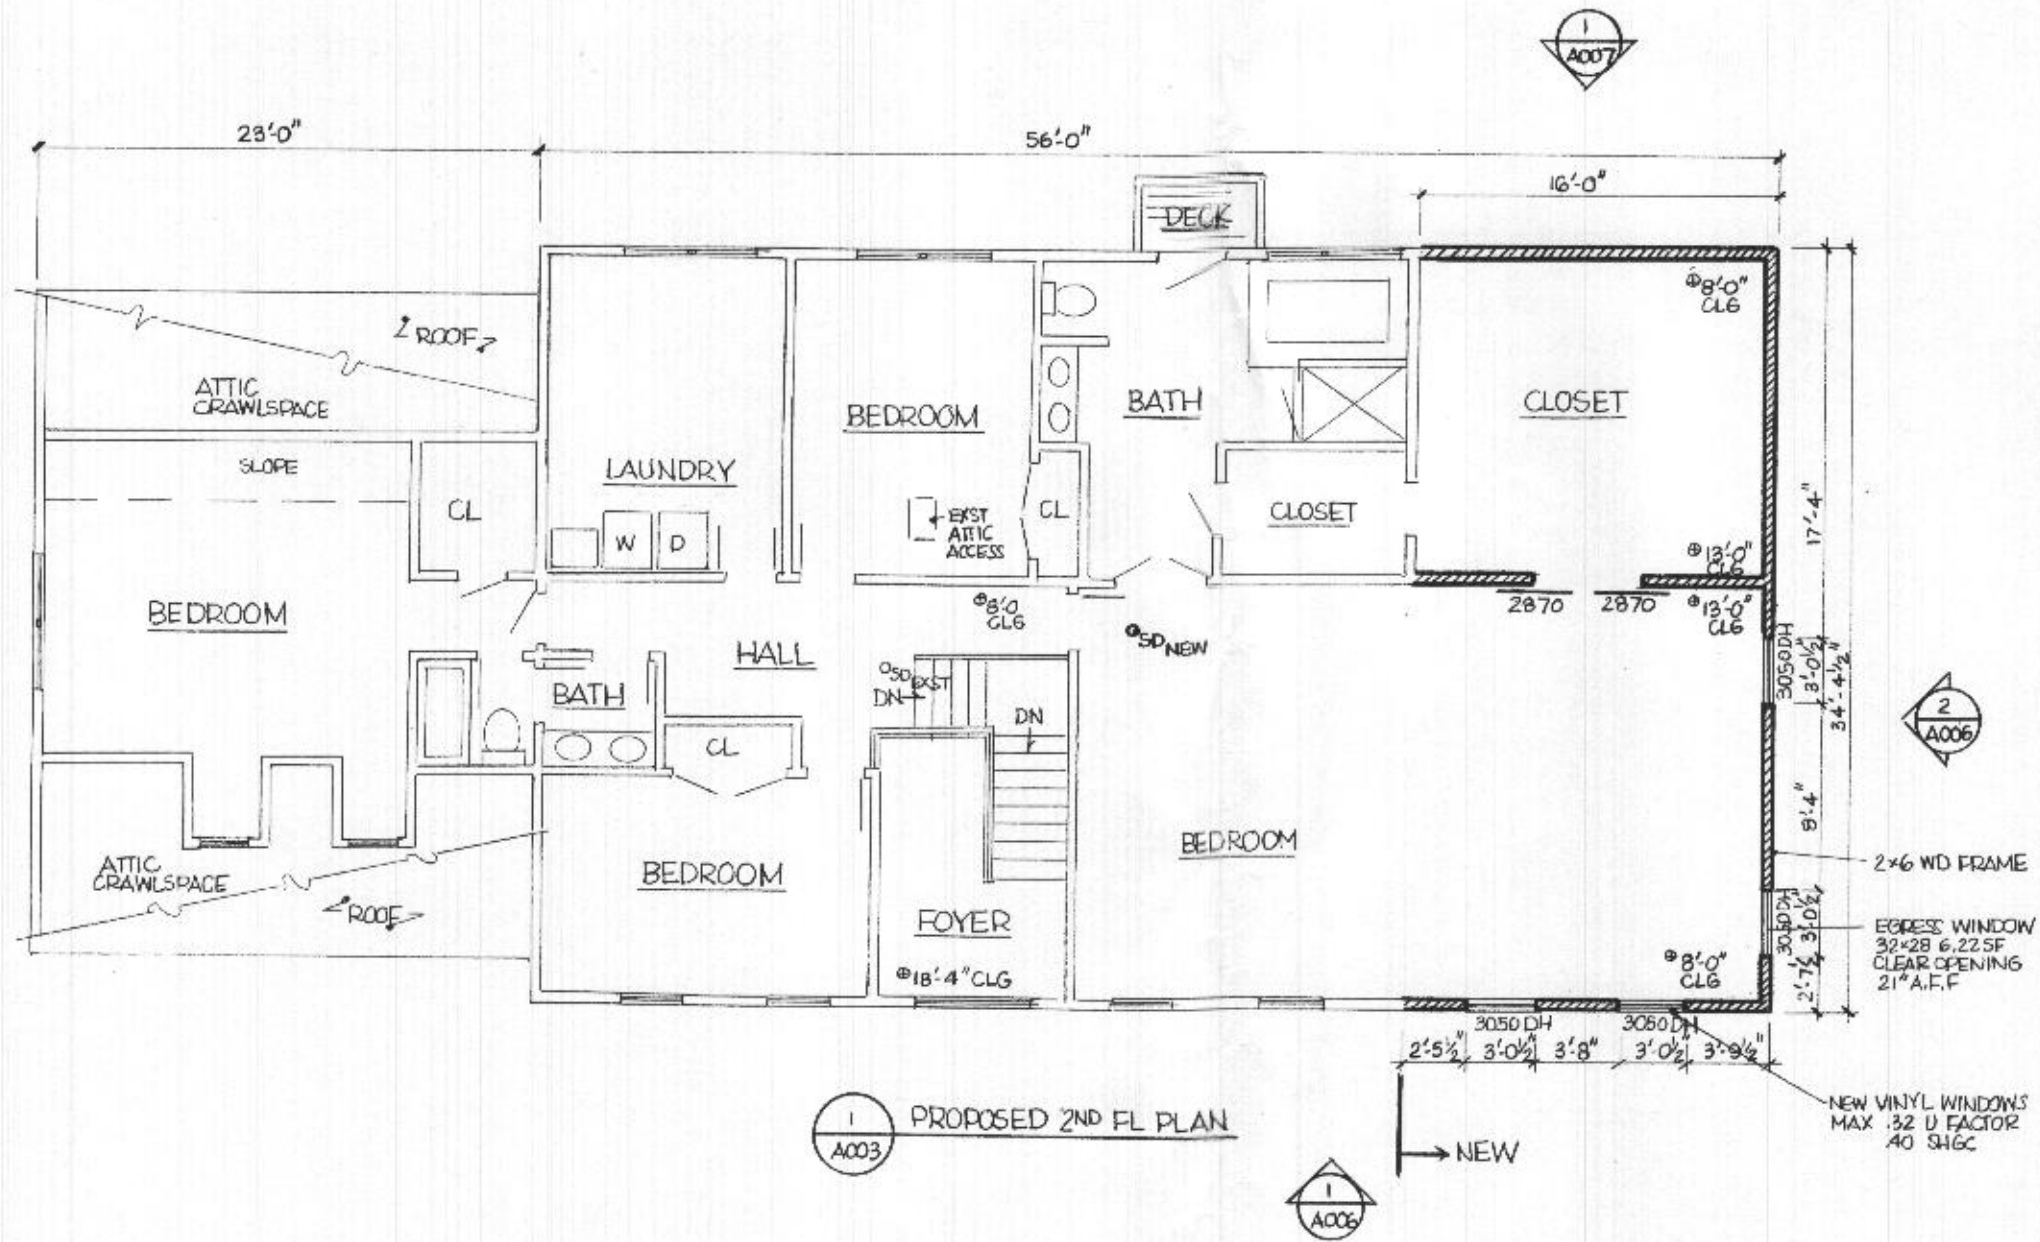 1
A007
23'-0"
56'-0"
16'-0"
DECK
8'-0"
CLG
ROOF
ATTIC
CRAWLSPACE
SLOPE
CL
LAUNDRY
W D
BEDROOM
EXST
ATTIC
ACCESS
CL
BATH
CLOSET
CLOSET
17'-4"
13'-0"
CLG
2870 2870
13'-0"
CLG
BEDROOM
8'-0
CLG
SD NEW
HALL
SD EXST
DN
DN
BATH
CL
3050 DH
3'-0½"
34'-4½"
2
A006
BEDROOM
2x6 WD FRAME
ATTIC
CRAWLSPACE
ROOF
BEDROOM
FOYER
18'-4" CLG
8'-0"
CLG
3050 DH
3'-0½"
EGRESS WINDOW
32x28 6.22 SF
CLEAR OPENING
21" A.F.F
3050 DH 3050 DH
2'-5½" 3'-0½" 3'-8" 3'-0½" 3'-9½"
1
A003
PROPOSED 2ND FL PLAN
NEW
NEW VINYL WINDOWS
MAX .32 U FACTOR
.40 SHGC
1
A006